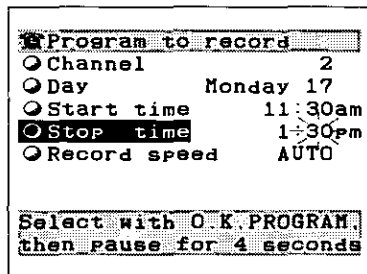 Program to record
Channel 2
Day Monday 17
Start time 11:30am
Stop time 1:30pm
Record speed AUTO
Select with O.K.PROGRAM,
then pause for 4 seconds